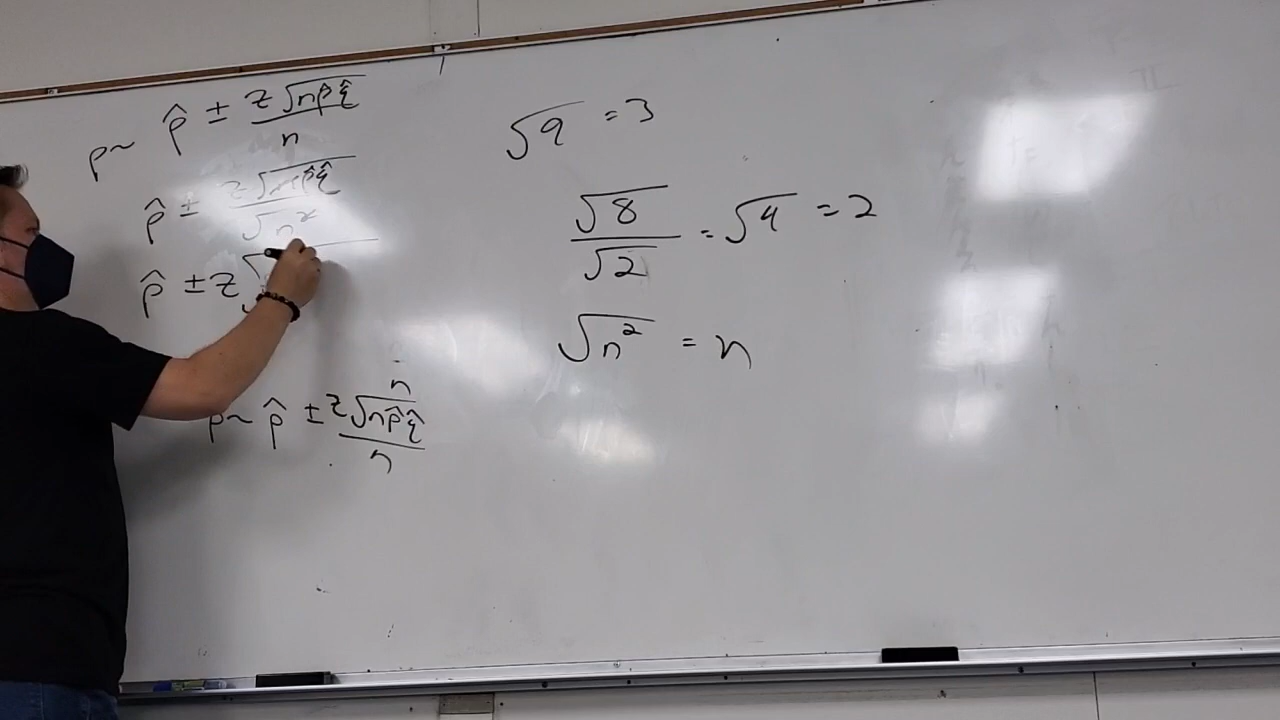 p~ p̂ ± z√np̂q̂ / n
p̂ ± z√np̂q̂ / √n²
p̂ ± z√
n
p~ p̂ ± z√np̂q̂ / n
√9 = 3
√8 / √2 = √4 = 2
√n² = n